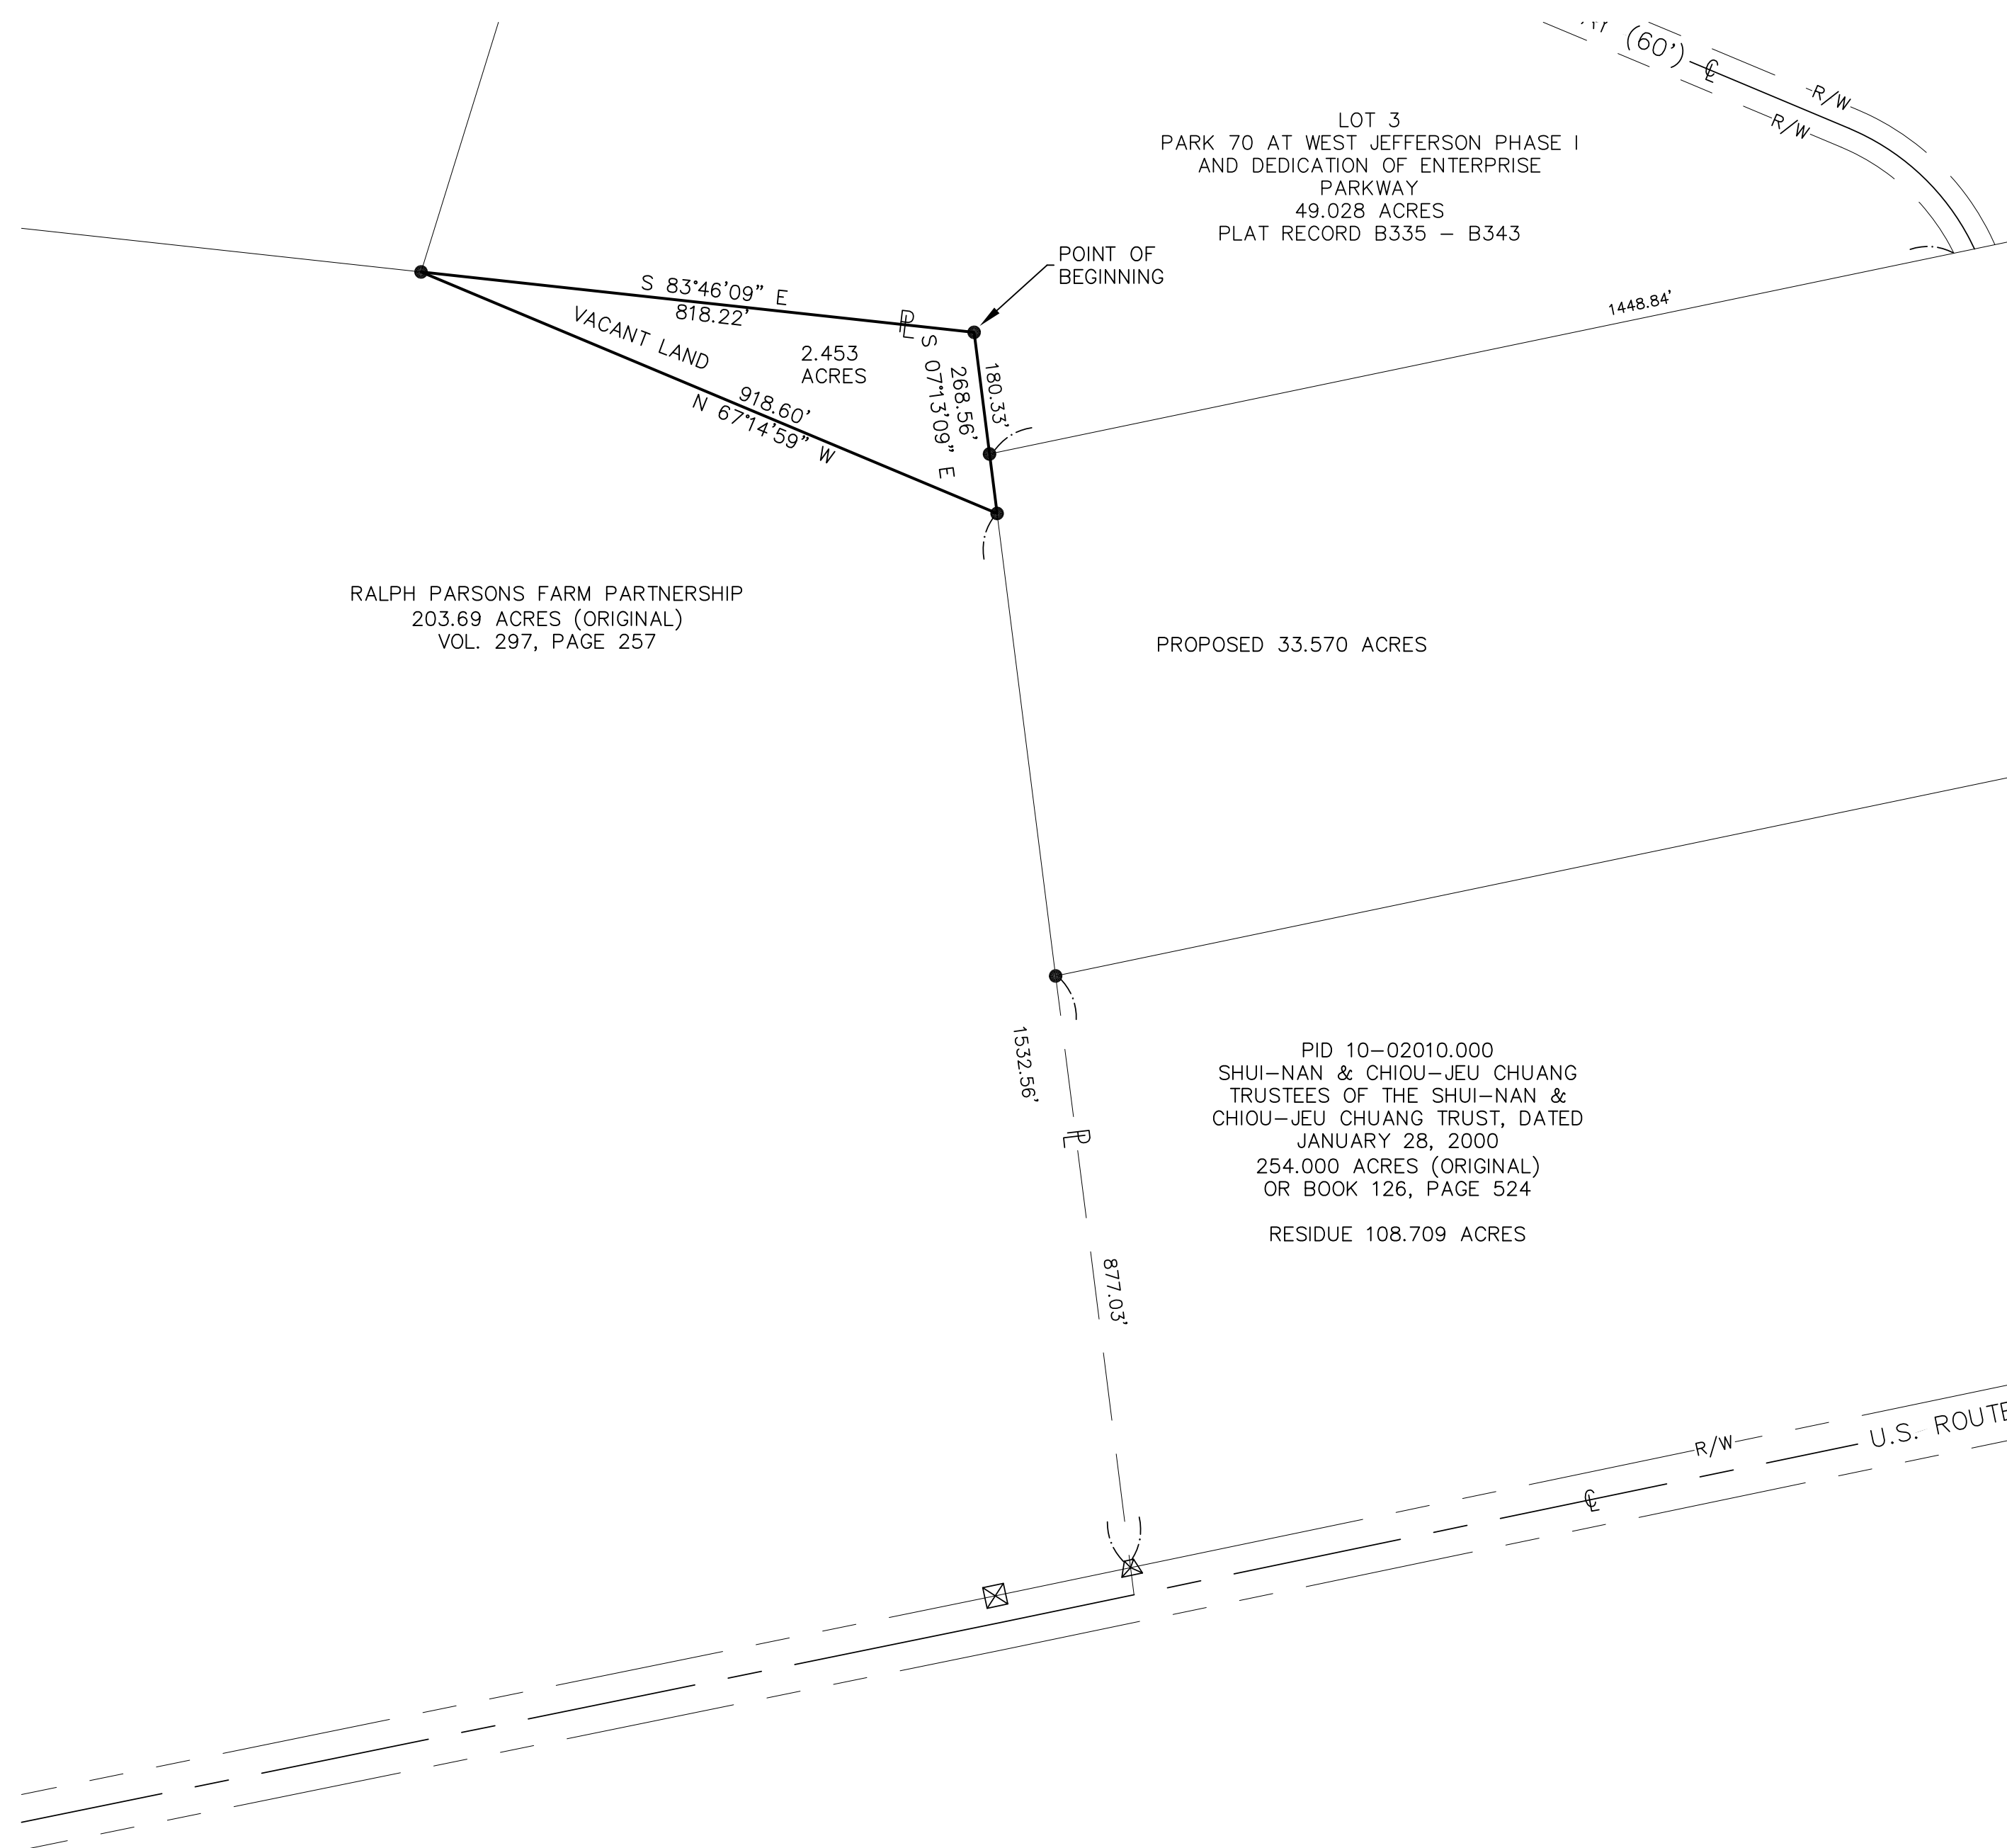 (60')
R/W
R/W
LOT 3
PARK 70 AT WEST JEFFERSON PHASE I
AND DEDICATION OF ENTERPRISE
PARKWAY
49.028 ACRES
PLAT RECORD B335 – B343
POINT OF
BEGINNING
1448.84'
S 83°46'09" E
818.22'
VACANT LAND
2.453
ACRES
918.60'
N 67°14'59" W
S 07°13'09" E
268.56'
180.33'
RALPH PARSONS FARM PARTNERSHIP
203.69 ACRES (ORIGINAL)
VOL. 297, PAGE 257
PROPOSED 33.570 ACRES
1532.56'
PID 10–02010.000
SHUI–NAN & CHIOU–JEU CHUANG
TRUSTEES OF THE SHUI–NAN &
CHIOU–JEU CHUANG TRUST, DATED
JANUARY 28, 2000
254.000 ACRES (ORIGINAL)
OR BOOK 126, PAGE 524
RESIDUE 108.709 ACRES
877.03'
R/W
U.S. ROUTE